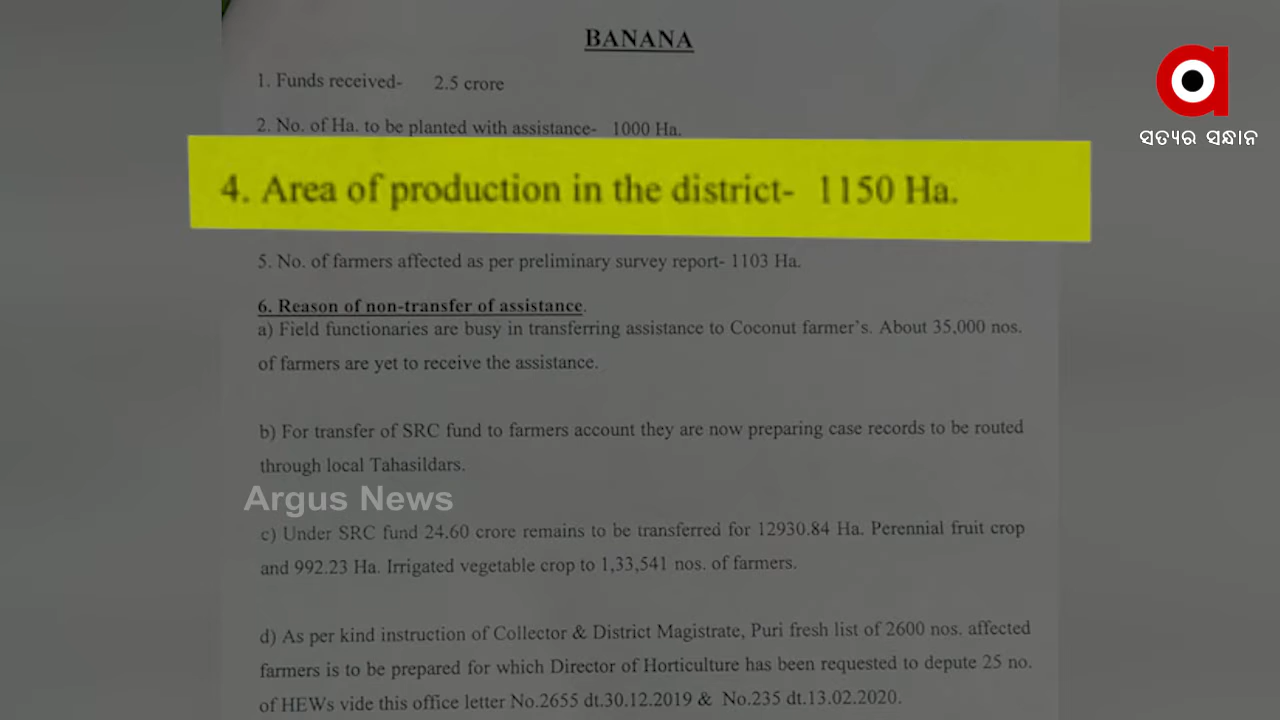 BANANA
ସତ୍ୟର ସନ୍ଧାନ
1. Funds received- 2.5 crore
2. No. of Ha. to be planted with assistance- 1000 Ha.
4. Area of production in the district- 1150 Ha.
5. No. of farmers affected as per preliminary survey report- 1103 Ha.
6. Reason of non-transfer of assistance.
a) Field functionaries are busy in transferring assistance to Coconut farmer's. About 35,000 nos.
of farmers are yet to receive the assistance.
b) For transfer of SRC fund to farmers account they are now preparing case records to be routed
through local Tahasildars.
Argus News
c) Under SRC fund 24.60 crore remains to be transferred for 12930.84 Ha. Perennial fruit crop
and 992.23 Ha. Irrigated vegetable crop to 1,33,541 nos. of farmers.
d) As per kind instruction of Collector & District Magistrate, Puri fresh list of 2600 nos. affected
farmers is to be prepared for which Director of Horticulture has been requested to depute 25 no.
of HEWs vide this office letter No.2655 dt.30.12.2019 & No.235 dt.13.02.2020.